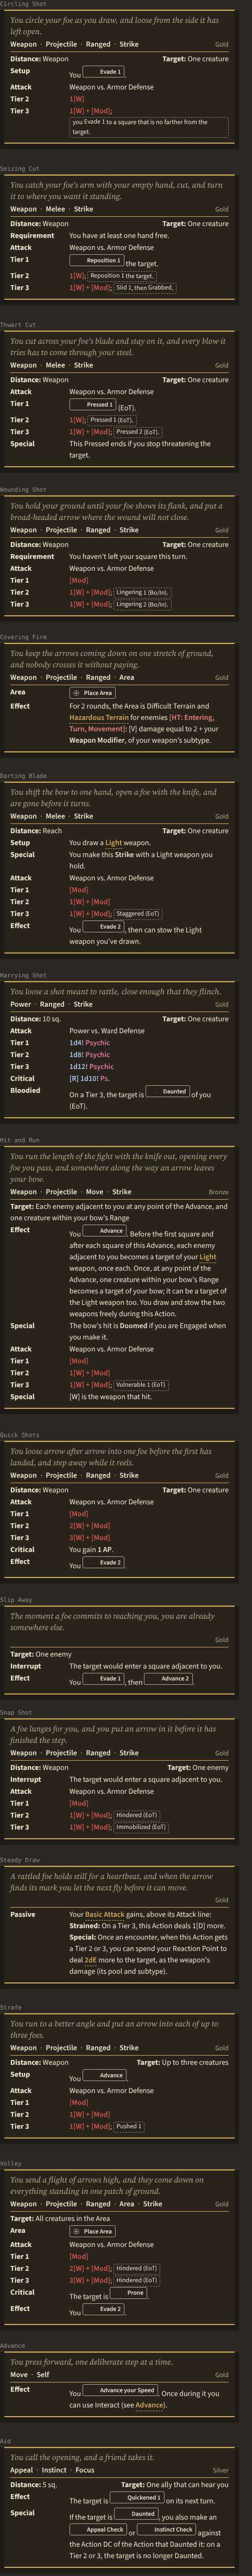 Circling Shot
You circle your foe as you draw, and loose from the side it has
left open.
Weapon · Projectile · Ranged · Strike Gold
Distance: Weapon Target: One creature
Setup You Evade 1.
Attack Weapon vs. Armor Defense
Tier 2 1[W]
Tier 3 1[W] + [Mod];
you Evade 1 to a square that is no farther from the
target.
Seizing Cut
You catch your foe's arm with your empty hand, cut, and turn
it to where you want it standing.
Weapon · Melee · Strike Gold
Distance: Weapon Target: One creature
Requirement You have at least one hand free.
Attack Weapon vs. Armor Defense
Tier 1 Reposition 1 the target.
Tier 2 1[W]; Reposition 1 the target.
Tier 3 1[W] + [Mod]; Slid 1, then Grabbed.
Thwart Cut
You cut across your foe's blade and stay on it, and every blow it
tries has to come through your steel.
Weapon · Melee · Strike Gold
Distance: Weapon Target: One creature
Attack Weapon vs. Armor Defense
Tier 1 Pressed 1 (EoT).
Tier 2 1[W]; Pressed 1 (EoT).
Tier 3 1[W] + [Mod]; Pressed 2 (EoT).
Special This Pressed ends if you stop threatening the
target.
Wounding Shot
You hold your ground until your foe shows its flank, and put a
broad-headed arrow where the wound will not close.
Weapon · Projectile · Ranged · Strike Gold
Distance: Weapon Target: One creature
Requirement You haven't left your square this turn.
Attack Weapon vs. Armor Defense
Tier 1 [Mod]
Tier 2 1[W] + [Mod]; Lingering 1 (Bo/In).
Tier 3 1[W] + [Mod]; Lingering 2 (Bo/In).
Covering Fire
You keep the arrows coming down on one stretch of ground,
and nobody crosses it without paying.
Weapon · Projectile · Ranged · Area Gold
Area Place Area
Effect For 2 rounds, the Area is Difficult Terrain and
Hazardous Terrain for enemies [HT: Entering,
Turn, Movement]: [V] damage equal to 2 + your
Weapon Modifier, of your weapon's subtype.
Darting Blade
You shift the bow to one hand, open a foe with the knife, and
are gone before it turns.
Weapon · Melee · Strike Gold
Distance: Reach Target: One creature
Setup You draw a Light weapon.
Special You make this Strike with a Light weapon you
hold.
Attack Weapon vs. Armor Defense
Tier 1 [Mod]
Tier 2 1[W] + [Mod]
Tier 3 1[W] + [Mod]; Staggered (EoT)
Effect You Evade 2, then can stow the Light
weapon you've drawn.
Harrying Shot
You loose a shot meant to rattle, close enough that they flinch.
Power · Ranged · Strike Gold
Distance: 10 sq. Target: One creature
Attack Power vs. Ward Defense
Tier 1 1d4! Psychic
Tier 2 1d8! Psychic
Tier 3 1d12! Psychic
Critical [R] 1d10! Ps.
Bloodied On a Tier 3, the target is Daunted of you
(EoT).
Hit and Run
You run the length of the fight with the knife out, opening every
foe you pass, and somewhere along the way an arrow leaves
your bow.
Weapon · Projectile · Move · Strike Bronze
Target: Each enemy adjacent to you at any point of the Advance, and
one creature within your bow's Range
Effect You Advance. Before the first square and
after each square of this Advance, each enemy
adjacent to you becomes a target of your Light
weapon, once each. Once, at any point of the
Advance, one creature within your bow's Range
becomes a target of your bow; it can be a target of
the Light weapon too. You draw and stow the two
weapons freely during this Action.
Special The bow's hit is Doomed if you are Engaged when
you make it.
Attack Weapon vs. Armor Defense
Tier 1 [Mod]
Tier 2 1[W] + [Mod]
Tier 3 1[W] + [Mod]; Vulnerable 1 (EoT)
Special [W] is the weapon that hit.
Quick Shots
You loose arrow after arrow into one foe before the first has
landed, and step away while it reels.
Weapon · Projectile · Ranged · Strike Gold
Distance: Weapon Target: One creature
Attack Weapon vs. Armor Defense
Tier 1 [Mod]
Tier 2 2[W] + [Mod]
Tier 3 3[W] + [Mod]
Critical You gain 1 AP.
Effect You Evade 2.
Slip Away
The moment a foe commits to reaching you, you are already
somewhere else.
Gold
Target: One enemy
Interrupt The target would enter a square adjacent to you.
Effect You Evade 1, then Advance 2.
Snap Shot
A foe lunges for you, and you put an arrow in it before it has
finished the step.
Weapon · Projectile · Ranged · Strike Gold
Distance: Weapon Target: One enemy
Interrupt The target would enter a square adjacent to you.
Attack Weapon vs. Armor Defense
Tier 1 [Mod]
Tier 2 1[W] + [Mod]; Hindered (EoT)
Tier 3 1[W] + [Mod]; Immobilized (EoT)
Steady Draw
A rattled foe holds still for a heartbeat, and when the arrow
finds its mark you let the next fly before it can move.
Gold
Passive Your Basic Attack gains, above its Attack line:
Strained: On a Tier 3, this Action deals 1[D] more.
Special: Once an encounter, when this Action gets
a Tier 2 or 3, you can spend your Reaction Point to
deal 2dE more to the target, as the weapon's
damage (its pool and subtype).
Strafe
You run to a better angle and put an arrow into each of up to
three foes.
Weapon · Projectile · Ranged · Strike Gold
Distance: Weapon Target: Up to three creatures
Setup You Advance.
Attack Weapon vs. Armor Defense
Tier 1 [Mod]
Tier 2 1[W] + [Mod]
Tier 3 1[W] + [Mod]; Pushed 1
Volley
You send a flight of arrows high, and they come down on
everything standing in one patch of ground.
Weapon · Projectile · Ranged · Area · Strike Gold
Target: All creatures in the Area
Area Place Area
Attack Weapon vs. Armor Defense
Tier 1 [Mod]
Tier 2 2[W] + [Mod]; Hindered (EoT)
Tier 3 3[W] + [Mod]; Hindered (EoT)
Critical The target is Prone.
Effect You Evade 2.
Advance
You press forward, one deliberate step at a time.
Move · Self Gold
Effect You Advance your Speed. Once during it you
can use Interact (see Advance).
Aid
You call the opening, and a friend takes it.
Appeal · Instinct · Focus Silver
Distance: 5 sq. Target: One ally that can hear you
Effect The target is Quickened 1 on its next turn.
Special If the target is Daunted, you also make an
Appeal Check or Instinct Check against
the Action DC of the Action that Daunted it: on a
Tier 2 or 3, the target is no longer Daunted.